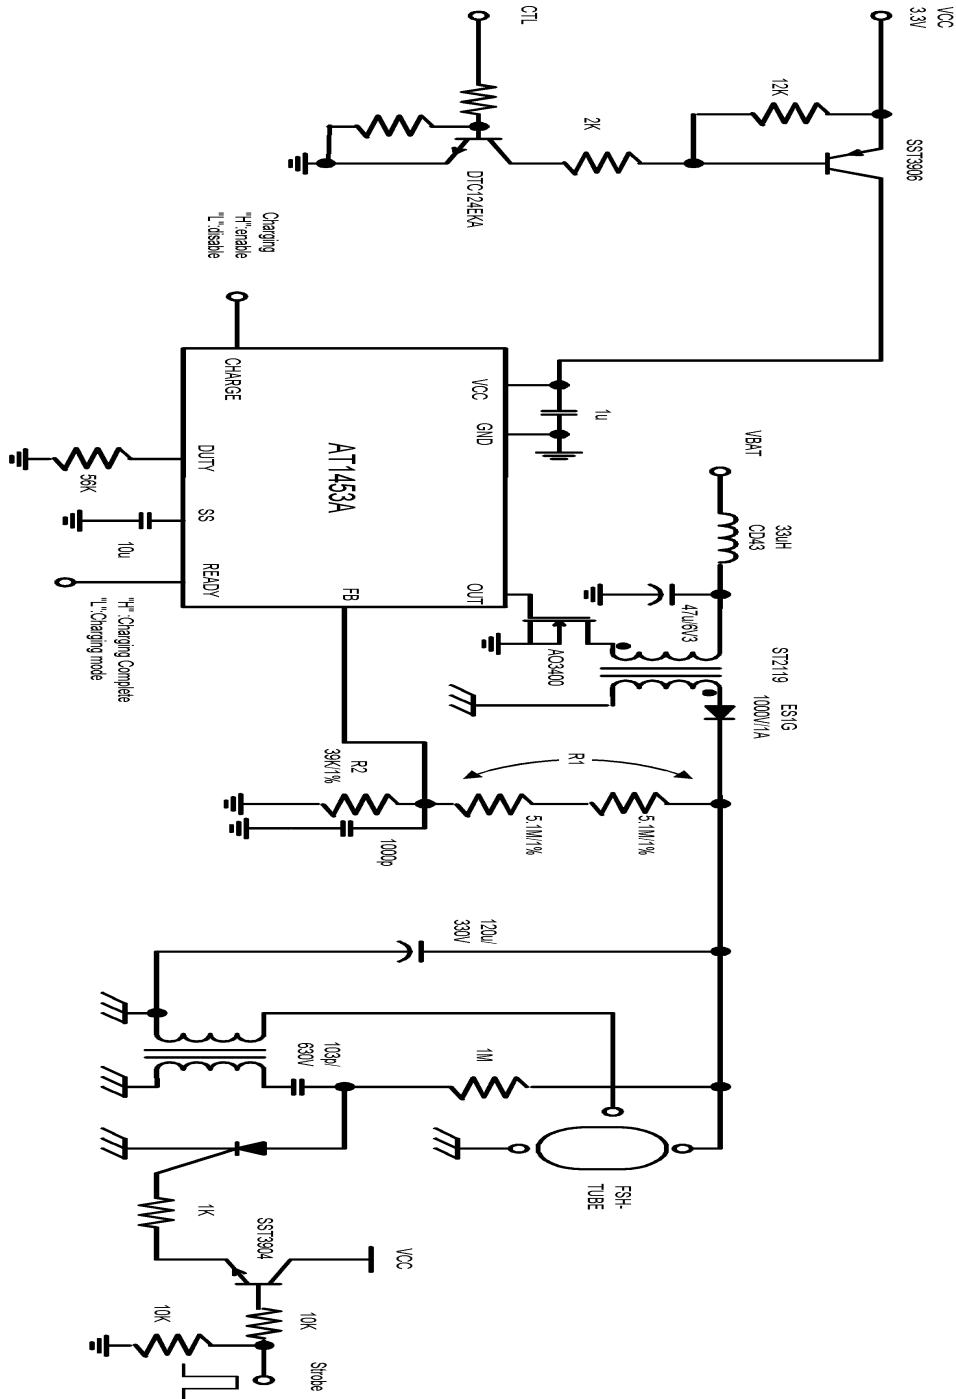 VCC
3.3V
12K
SST3906
CTL
2K
DTC124EKA
Charging
"H":enable
"L":disable
CHARGE
VCC
GND
1u
AT1453A
DUTY
SS
READY
FB
OUT
56K
10u
"H":Charging Complete
"L":Charging mode
VBAT
33uH
CD43
47u/6V3
AO3400
ST2119
ES1G
1000V/1A
R1
R2
39K/1%
1000p
5.1M/1%
5.1M/1%
120u/
330V
103p/
630V
1M
FSH-
TUBE
1K
SST3904
VCC
10K
10K
Strobe